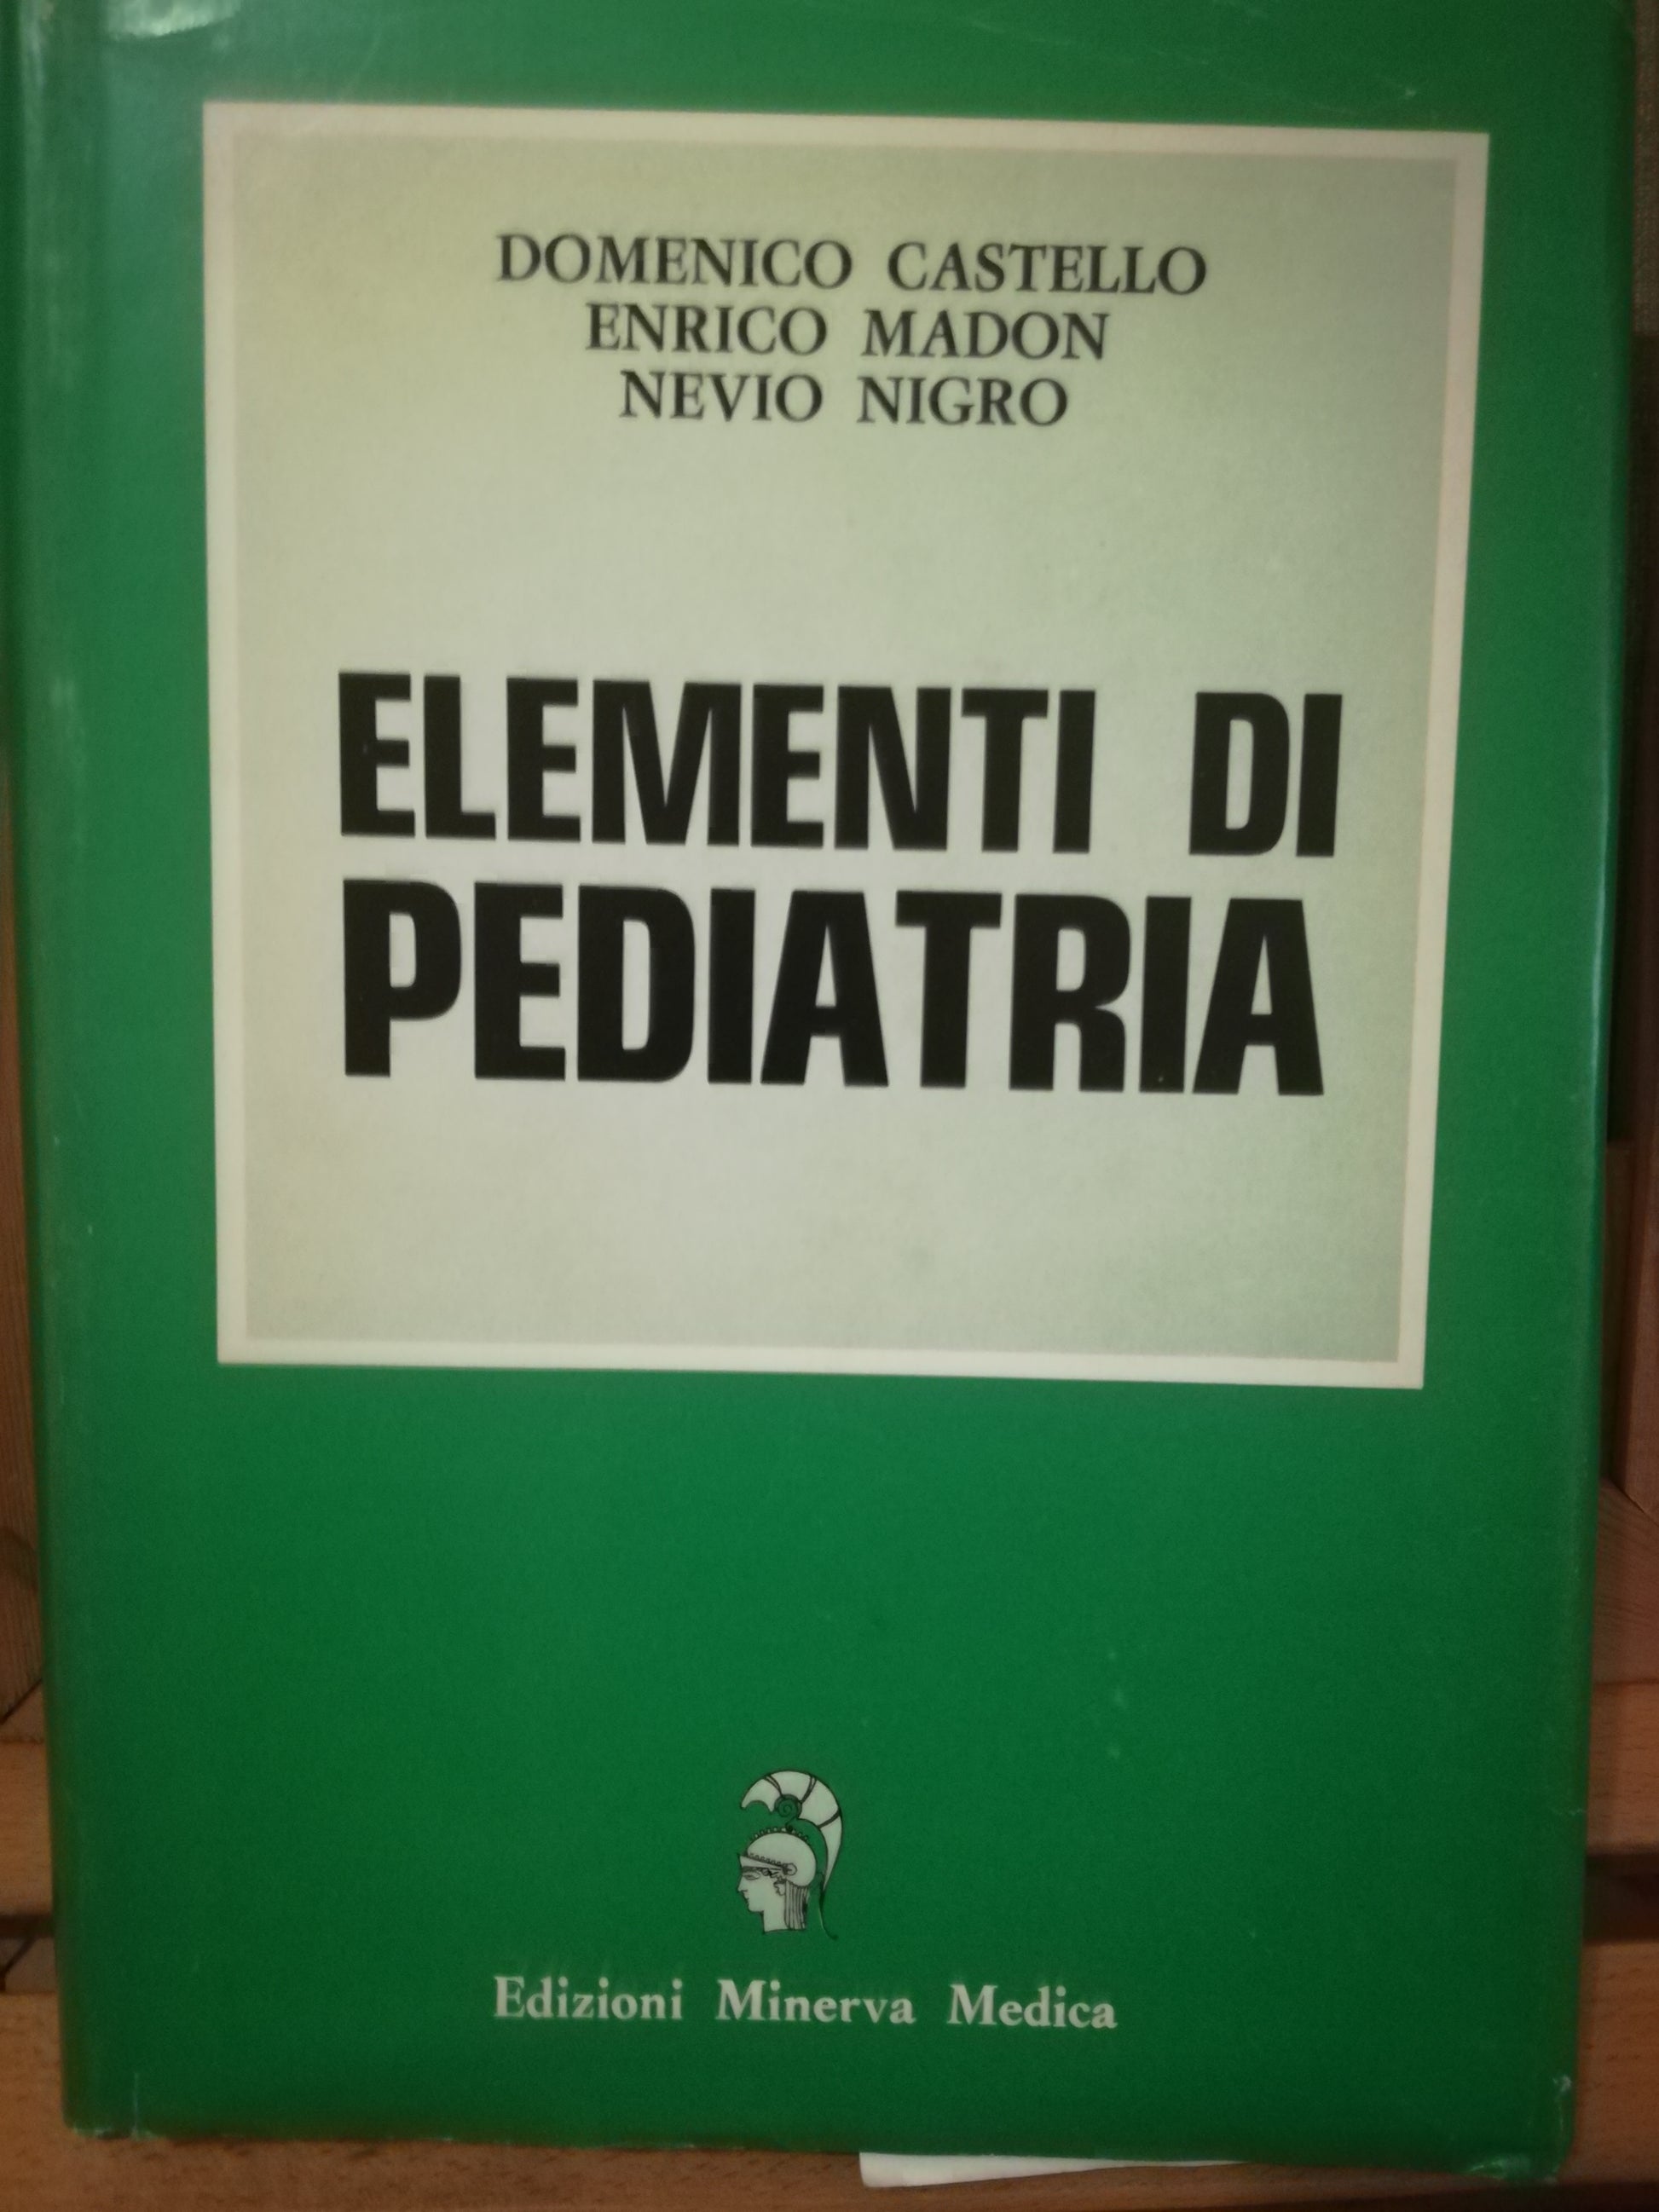 DOMENICO CASTELLO
ENRICO MADON
NEVIO NIGRO
ELEMENTI DI
PEDIATRIA
Edizioni Minerva Medica